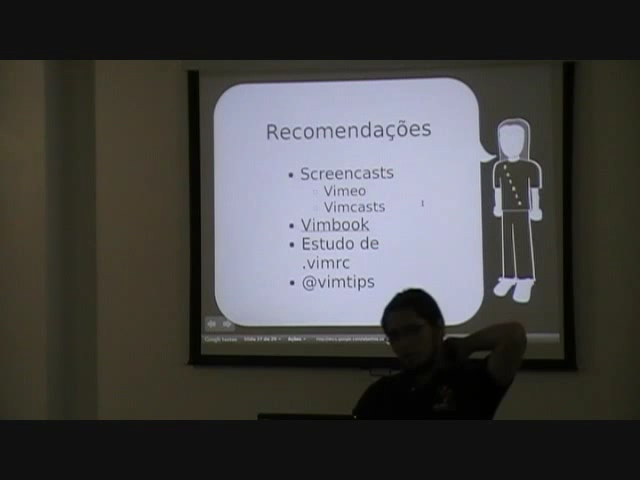 Recomendações
• Screencasts
Vimeo
Vimcasts
• Vimbook
• Estudo de
.vimrc
• @vimtips